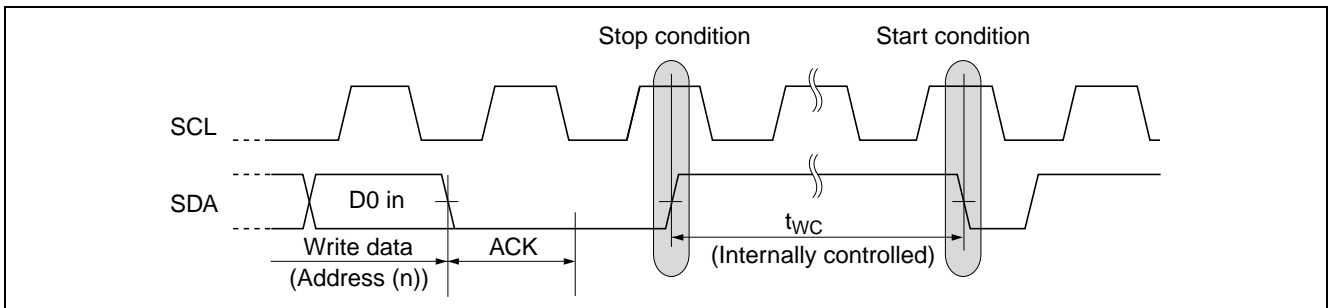 Stop condition
Start condition
SCL
SDA
D0 in
Write data
(Address (n))
ACK
tWC
(Internally controlled)